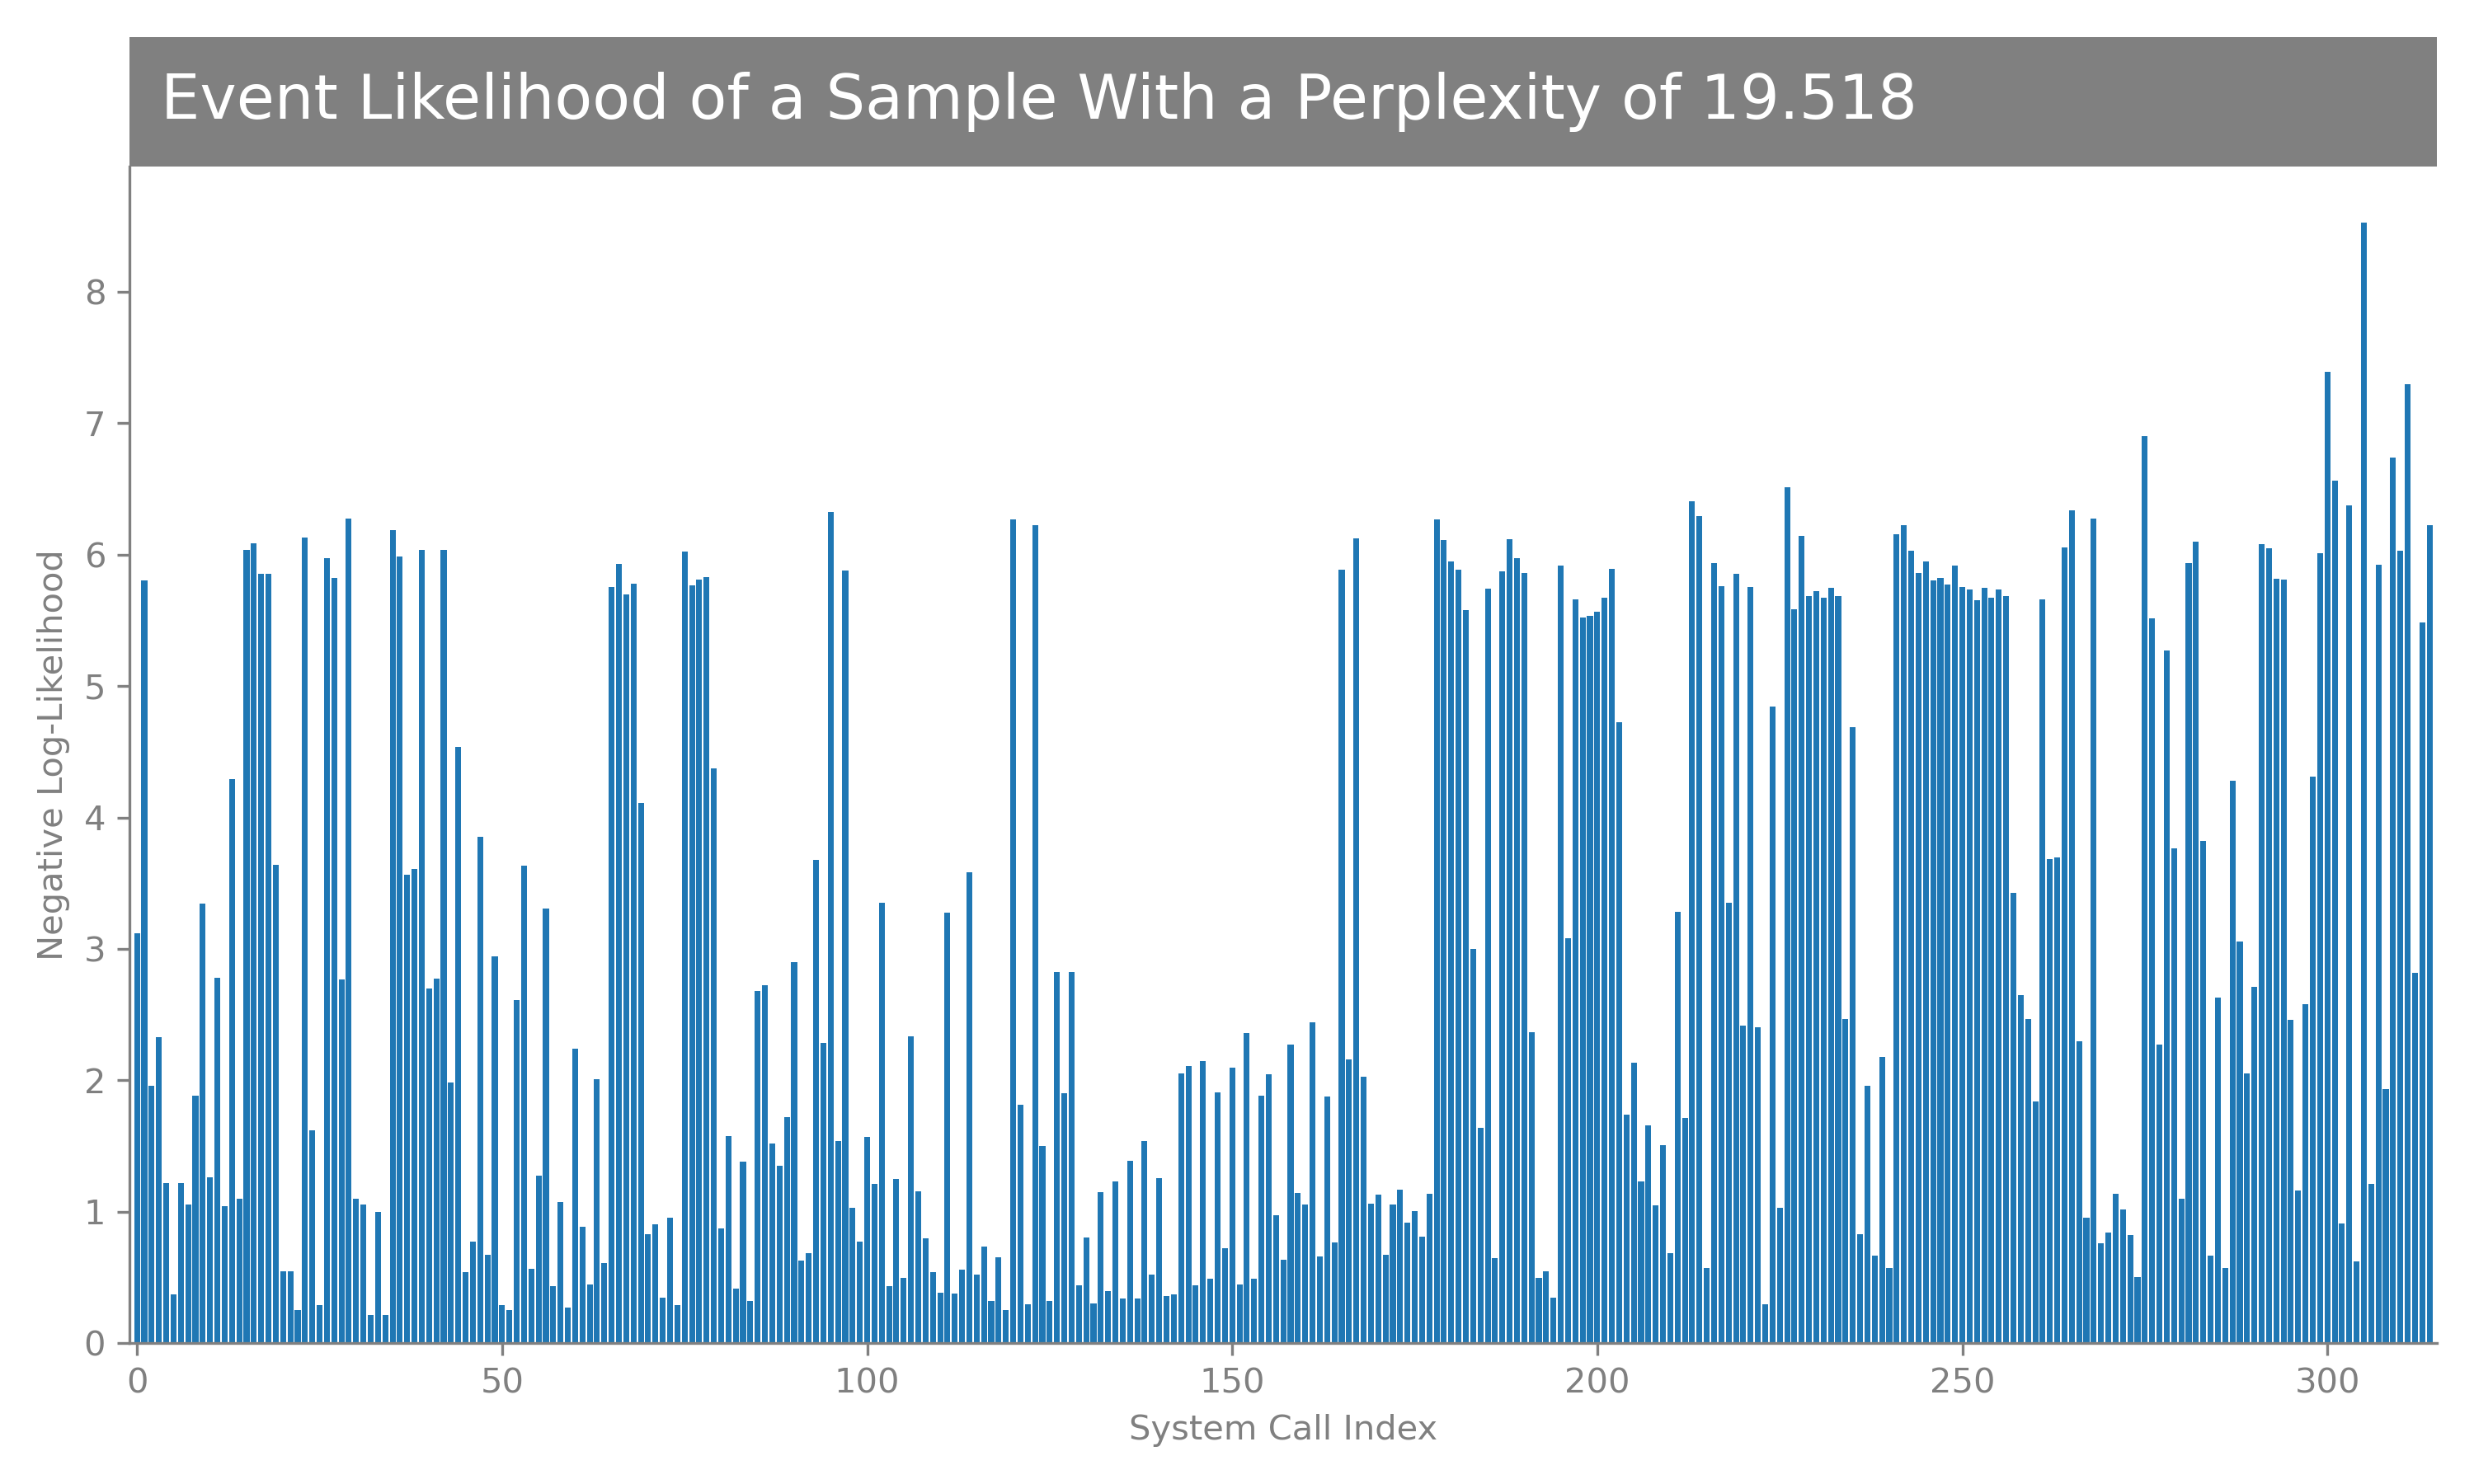 Event Likelihood of a Sample With a Perplexity of 19.518
Negative Log-Likelihood
8
7
6
5
4
3
2
1
0
0 50 100 150 200 250 300
System Call Index